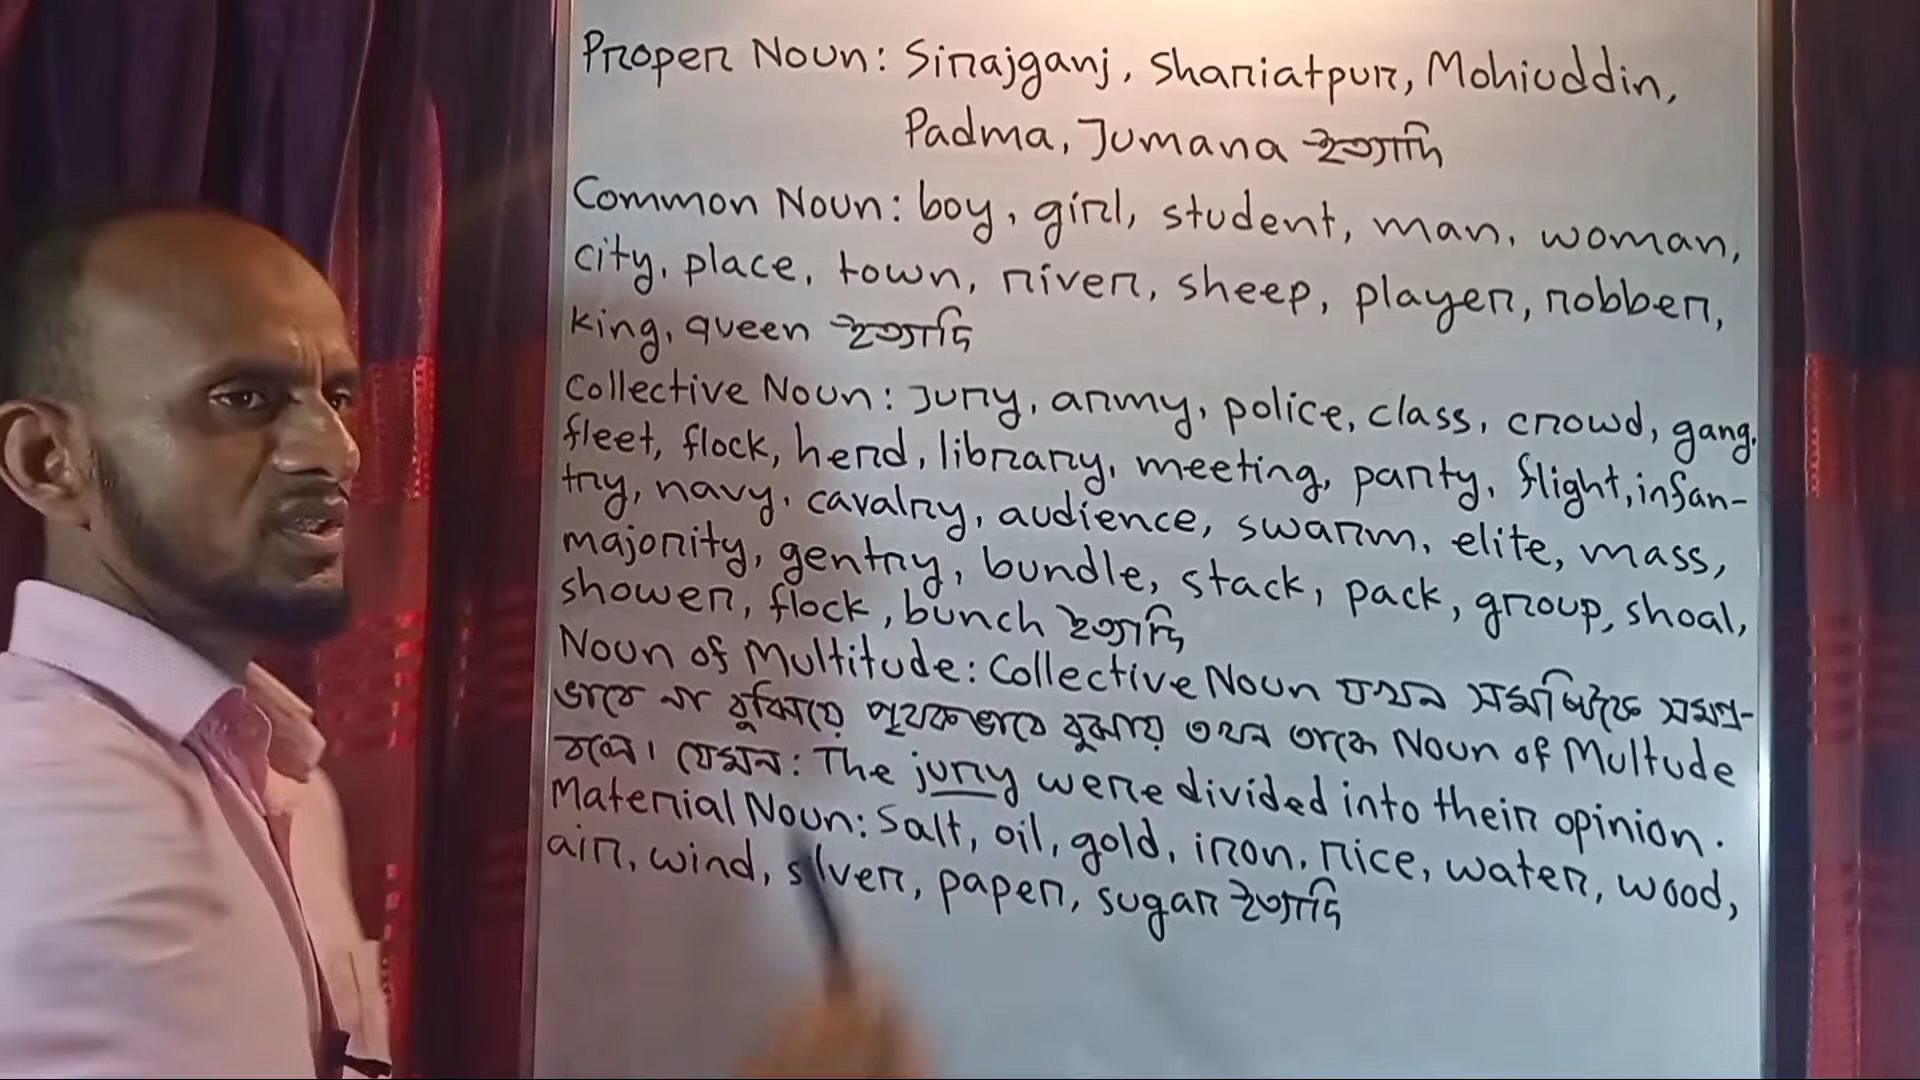 Proper Noun: Sirajganj, Shariatpur, Mohiuddin,
Padma, Jumana ইত্যাদি
Common Noun: boy, girl, student, man, woman,
city, place, town, river, sheep, player, robber,
king, queen ইত্যাদি
Collective Noun: Jury, army, police, class, crowd, gang,
fleet, flock, herd, library, meeting, party, flight, infan-
try, navy, cavalry, audience, swarm, elite, mass,
majority, gentry, bundle, stack, pack, group, shoal,
shower, flock, bunch ইত্যাদি
Noun of Multitude: Collective Noun যখন সমষ্টিকে সমগ্র-
ভাবে না বুঝিয়ে পৃথকভাবে বুঝায় তখন তাকে Noun of Multude
বলে। যেমন: The jury were divided into their opinion.
Material Noun: Salt, oil, gold, iron, rice, water, wood,
air, wind, silver, paper, sugar ইত্যাদি